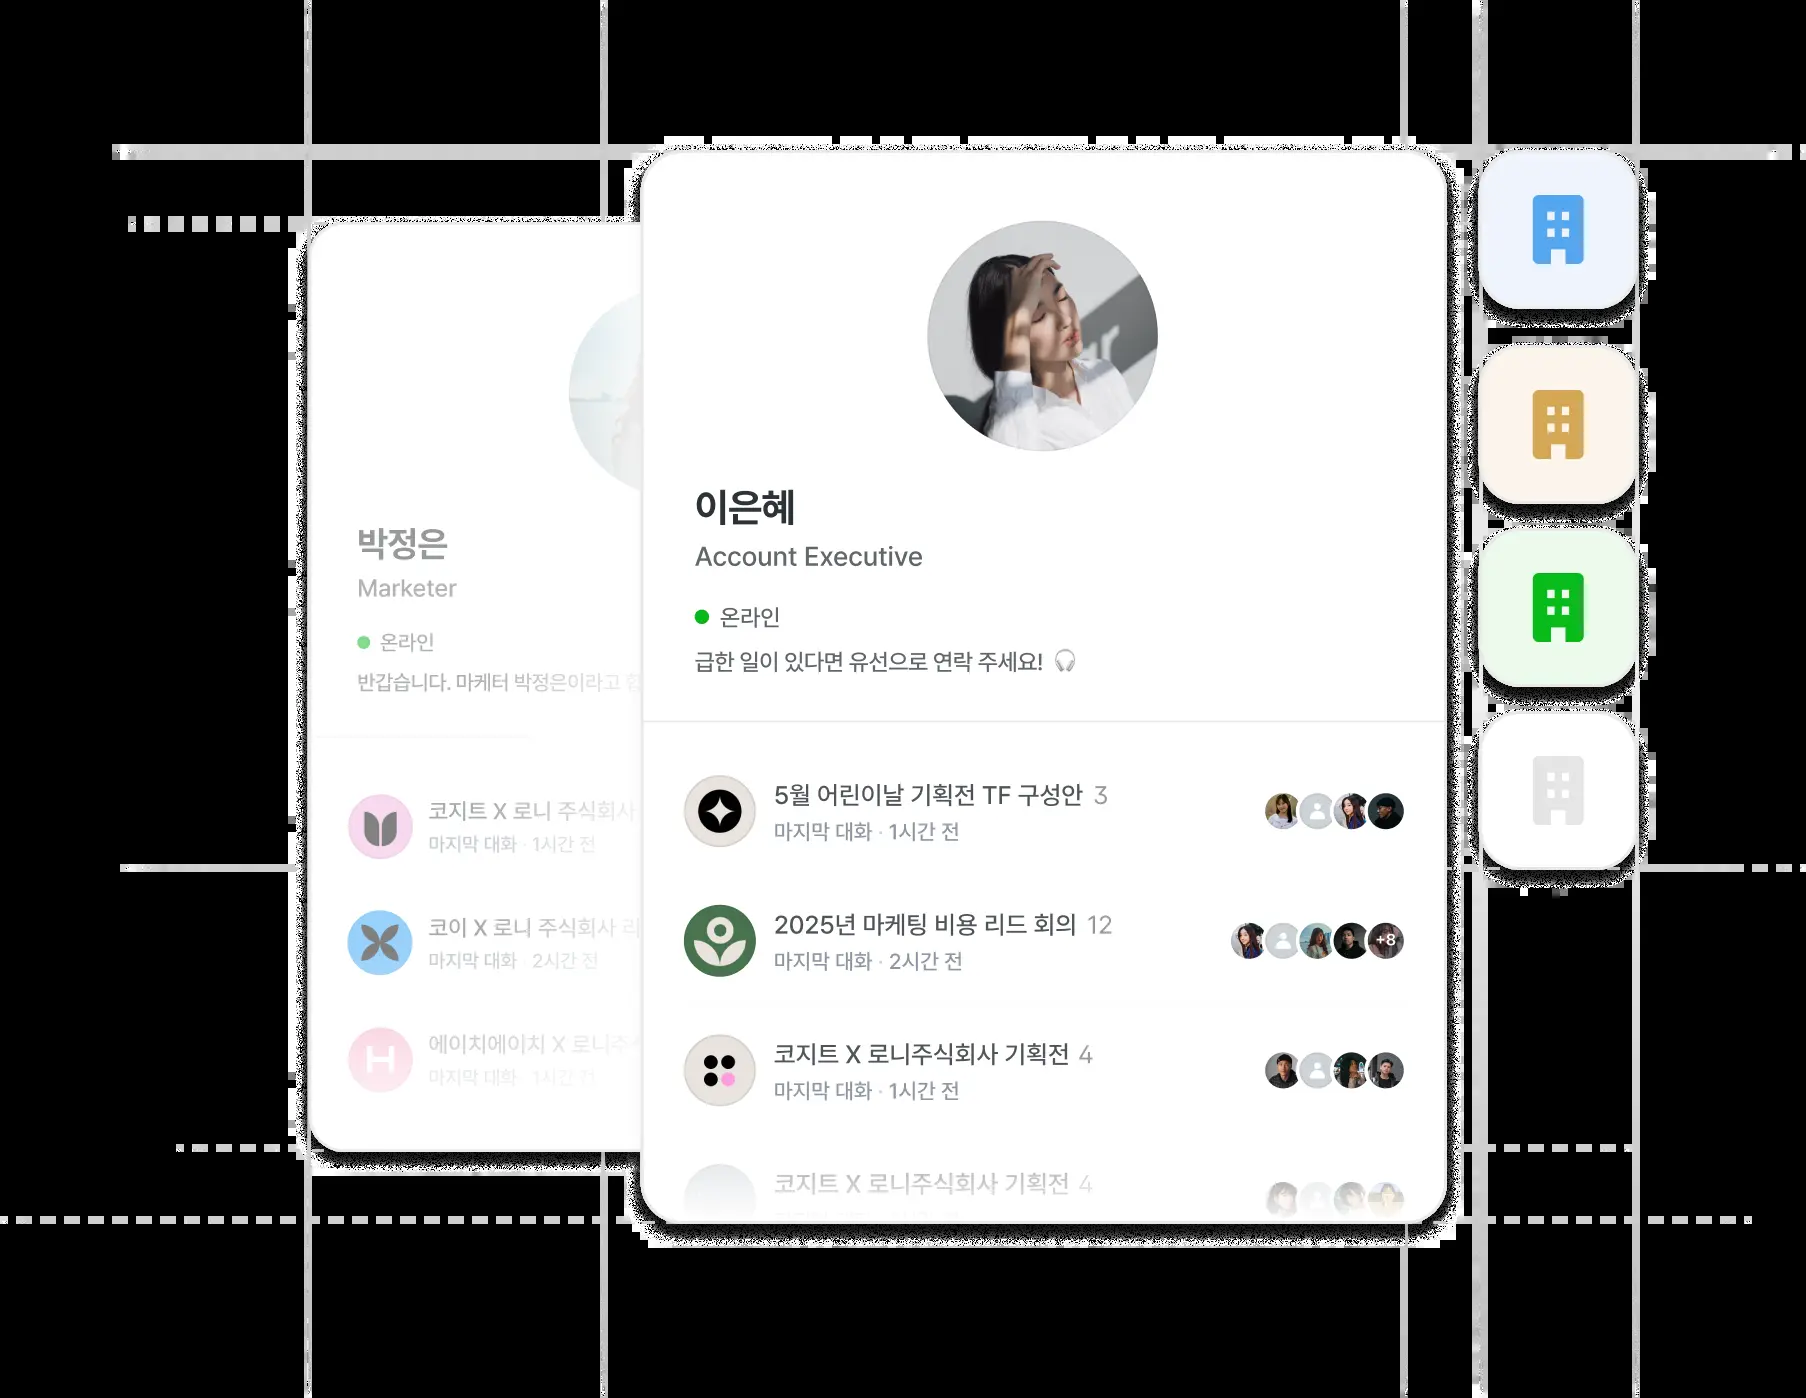 박정은
Marketer
온라인
반갑습니다. 마케터 박정은이라고
코지트 X 로니 주식회사
마지막 대화 · 1시간 전
코이 X 로니 주식회사
마지막 대화 · 2시간 전
H
에이치에이치 X 로니주
마지막 대화 · 1시간 전
이은혜
Account Executive
온라인
급한 일이 있다면 유선으로 연락 주세요!
5월 어린이날 기획전 TF 구성안 3
마지막 대화 · 1시간 전
2025년 마케팅 비용 리드 회의 12
마지막 대화 · 2시간 전
+8
코지트 X 로니주식회사 기획전 4
마지막 대화 · 1시간 전
코지트 X 로니주식회사 기획전 4